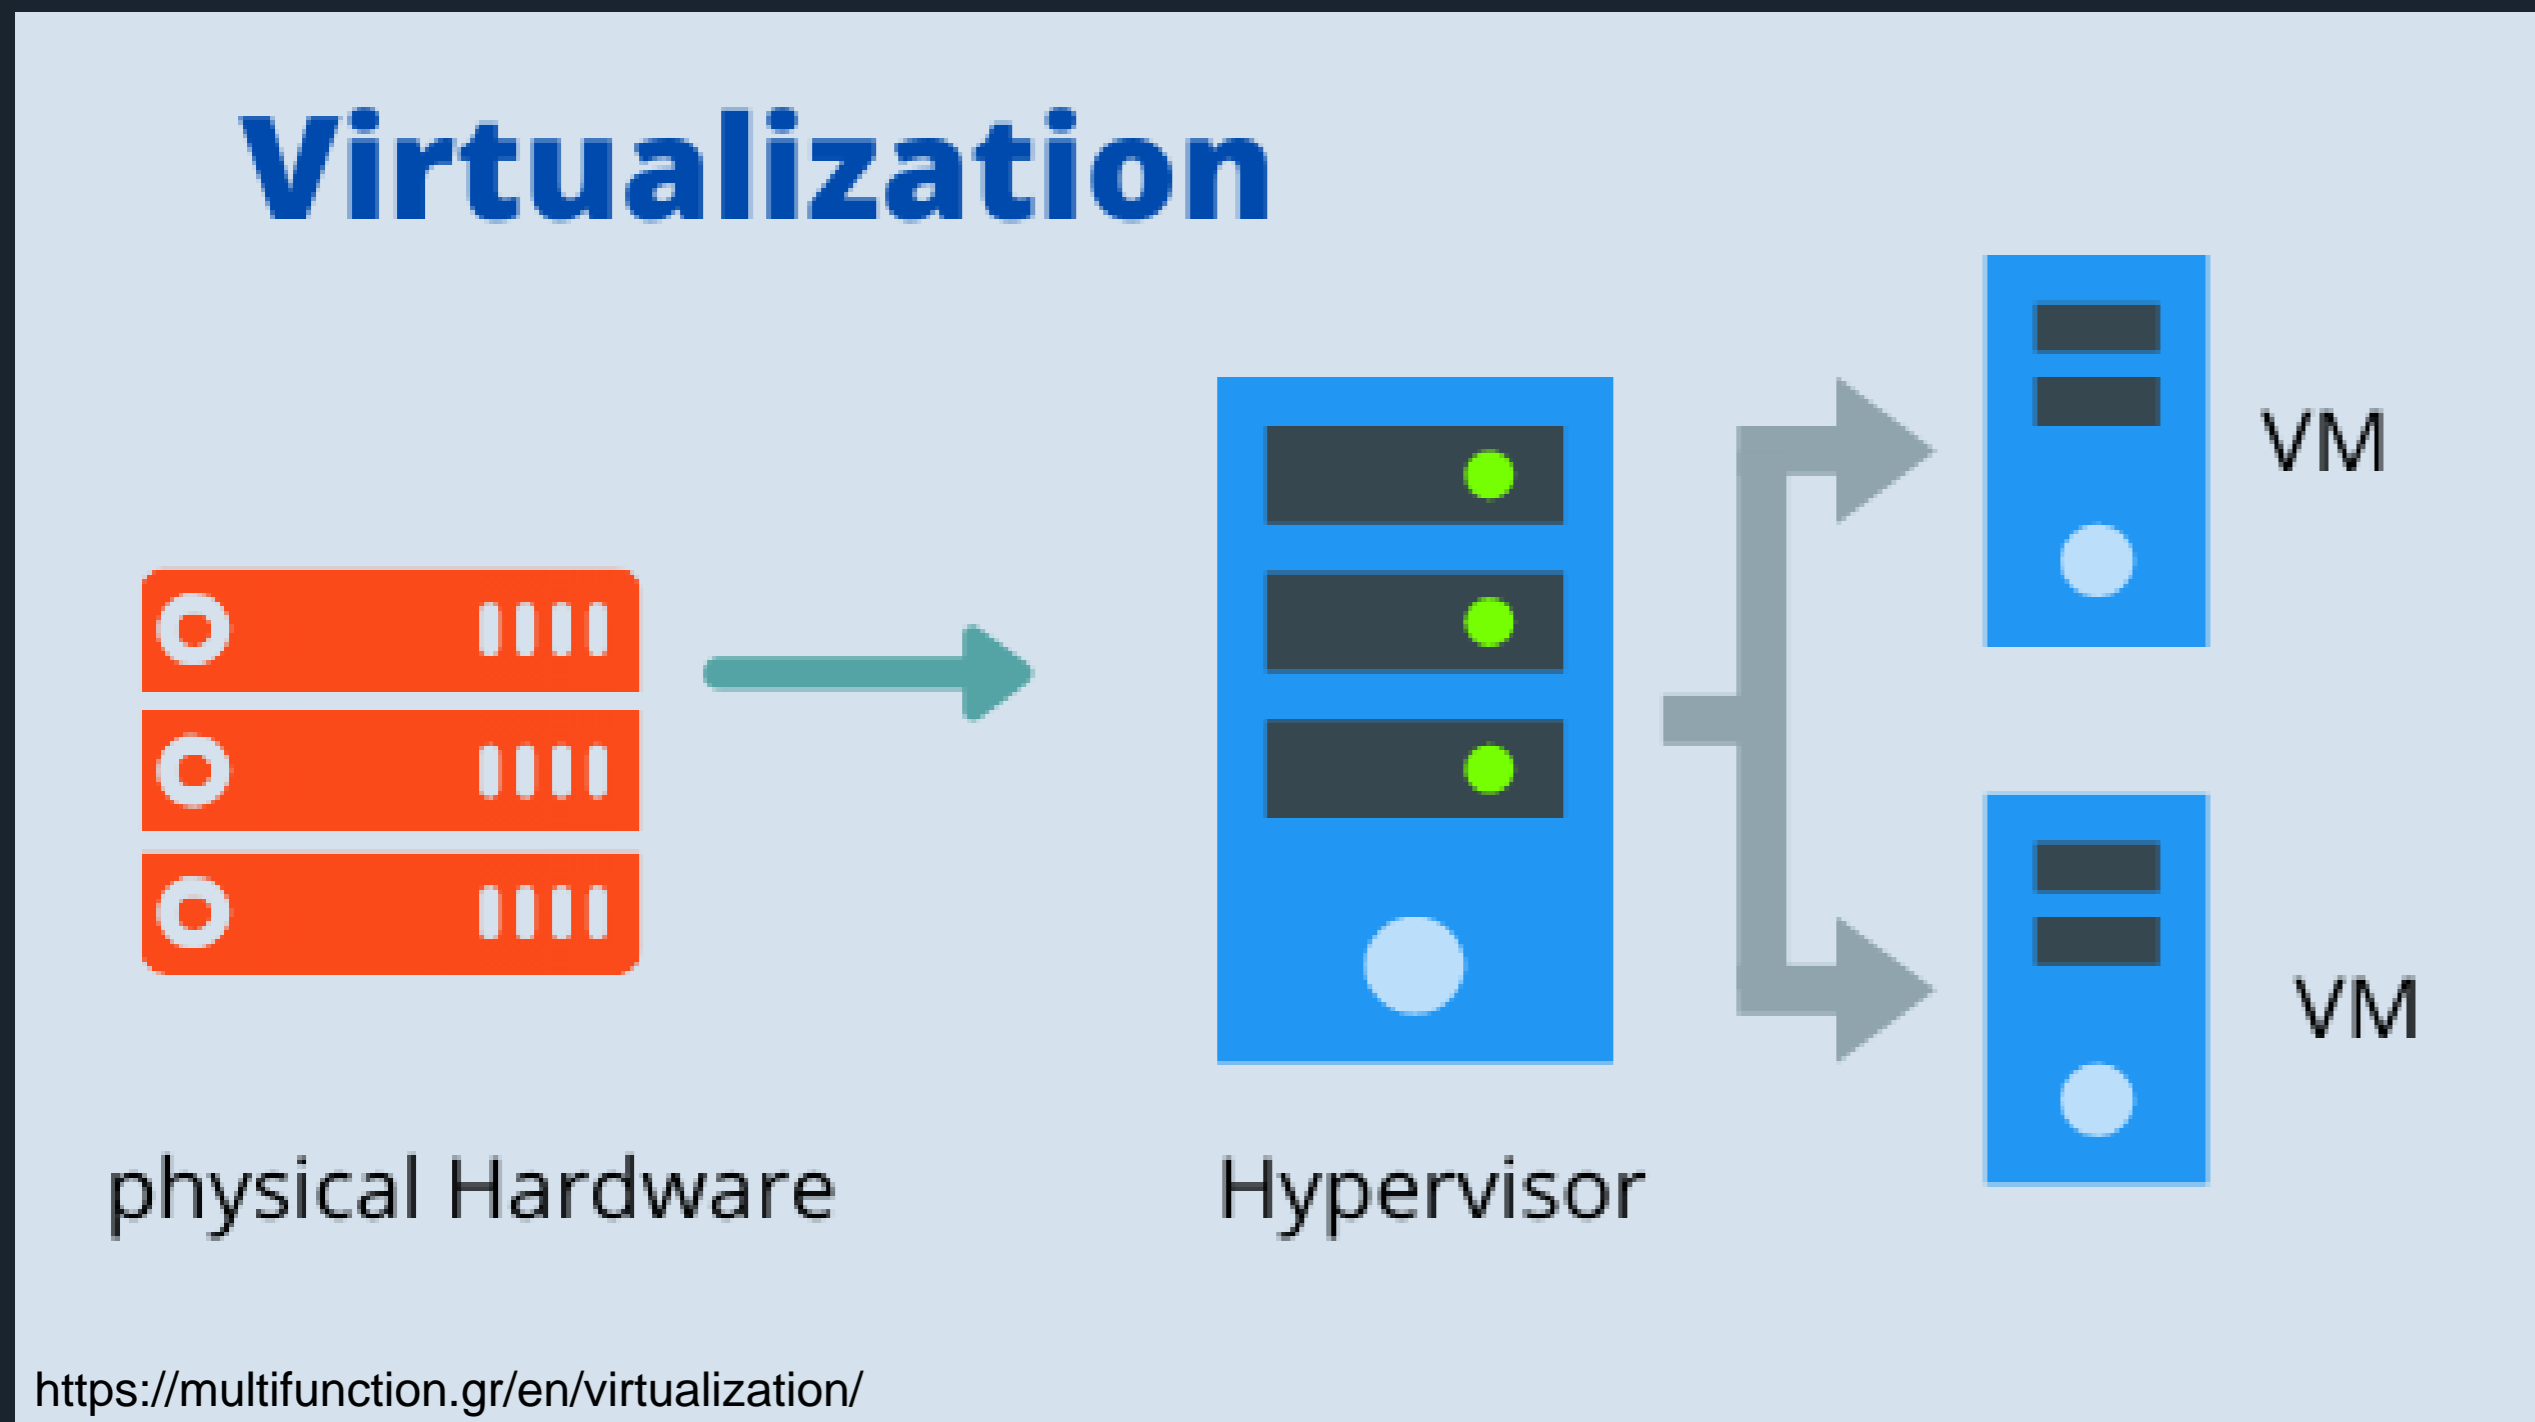 Virtualization
VM
VM
physical Hardware
Hypervisor
https://multifunction.gr/en/virtualization/